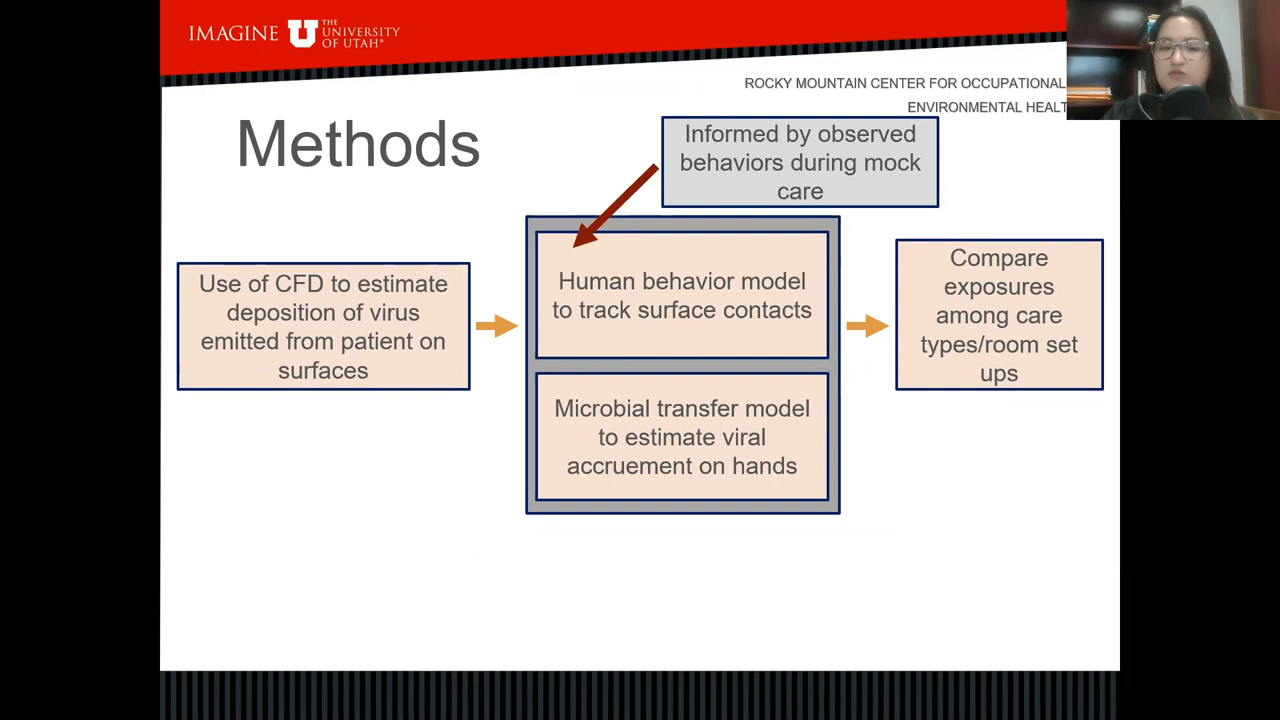 IMAGINE THE UNIVERSITY OF UTAH®
ROCKY MOUNTAIN CENTER FOR OCCUPATIONAL
ENVIRONMENTAL
Methods
Informed by observed
behaviors during mock
care
Use of CFD to estimate
deposition of virus
emitted from patient on
surfaces
Human behavior model
to track surface contacts
Microbial transfer model
to estimate viral
accruement on hands
Compare
exposures
among care
types/room set
ups